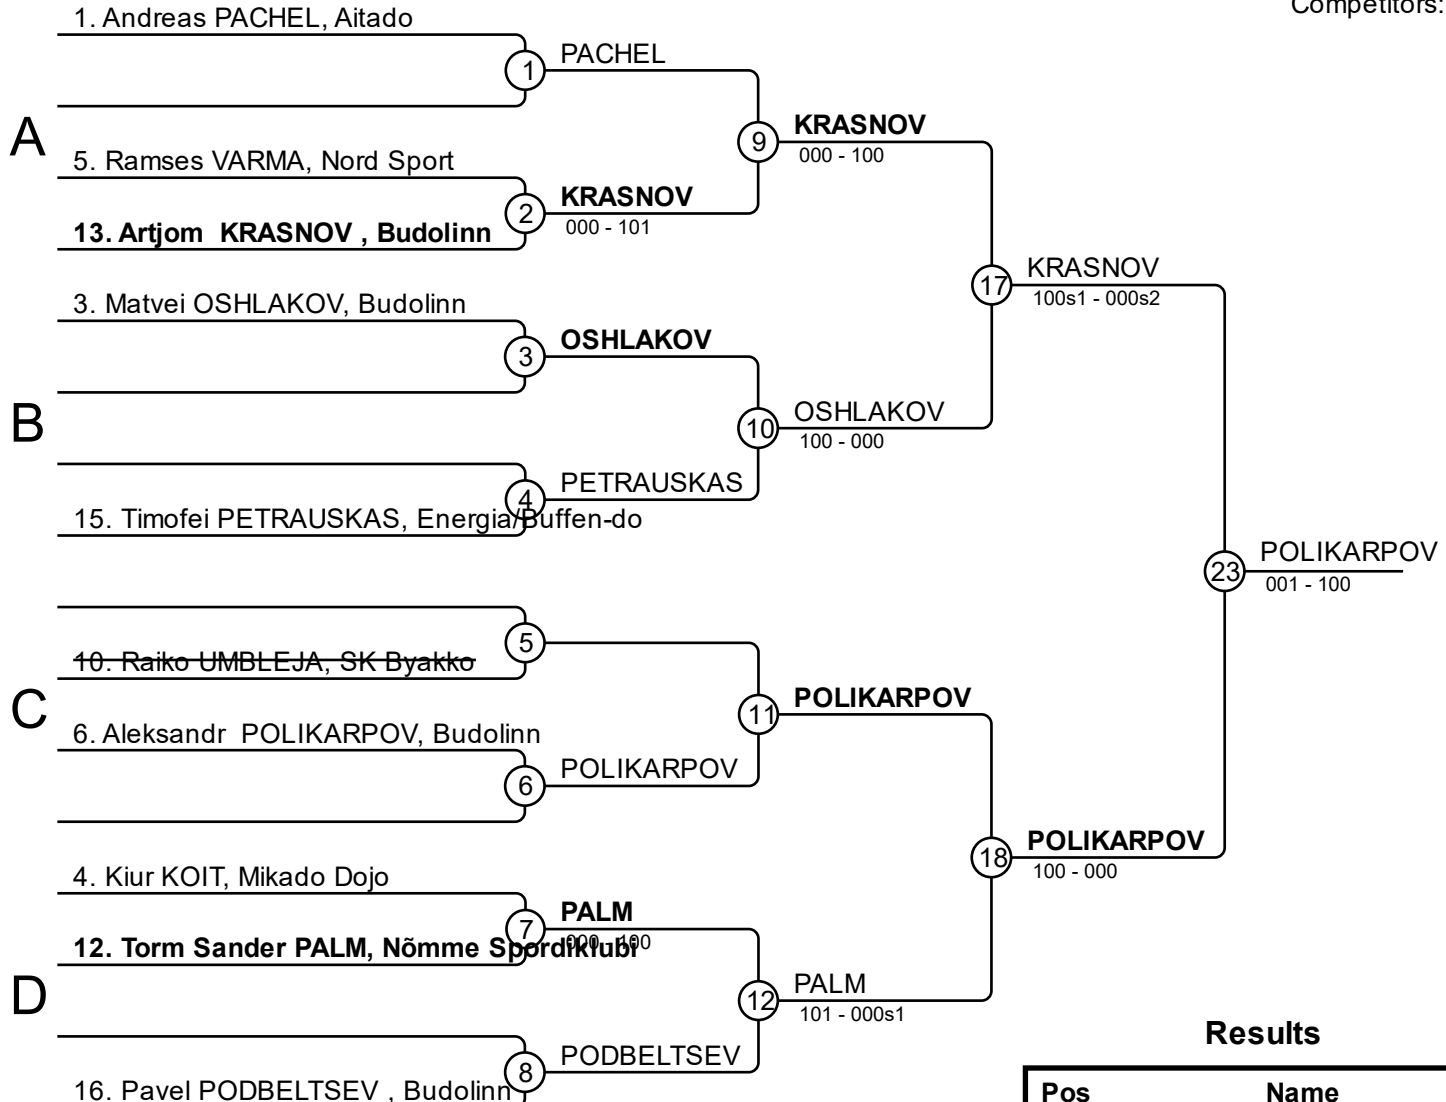 Competitors:
1. Andreas PACHEL, Aitado
1
PACHEL
A
9
KRASNOV
000 - 100
5. Ramses VARMA, Nord Sport
2
KRASNOV
000 - 101
13. Artjom KRASNOV , Budolinn
17
KRASNOV
100s1 - 000s2
3. Matvei OSHLAKOV, Budolinn
3
OSHLAKOV
B
10
OSHLAKOV
100 - 000
4
PETRAUSKAS
15. Timofei PETRAUSKAS, Energia/Buffen-do
23
POLIKARPOV
001 - 100
5
10. Raiko UMBLEJA, SK Byakko
C
11
POLIKARPOV
6. Aleksandr POLIKARPOV, Budolinn
6
POLIKARPOV
18
POLIKARPOV
100 - 000
4. Kiur KOIT, Mikado Dojo
7
PALM
000 - 100
12. Torm Sander PALM, Nõmme Spordiklubi
D
12
PALM
101 - 000s1
8
PODBELTSEV
16. Pavel PODBELTSEV , Budolinn
Results
Pos Name